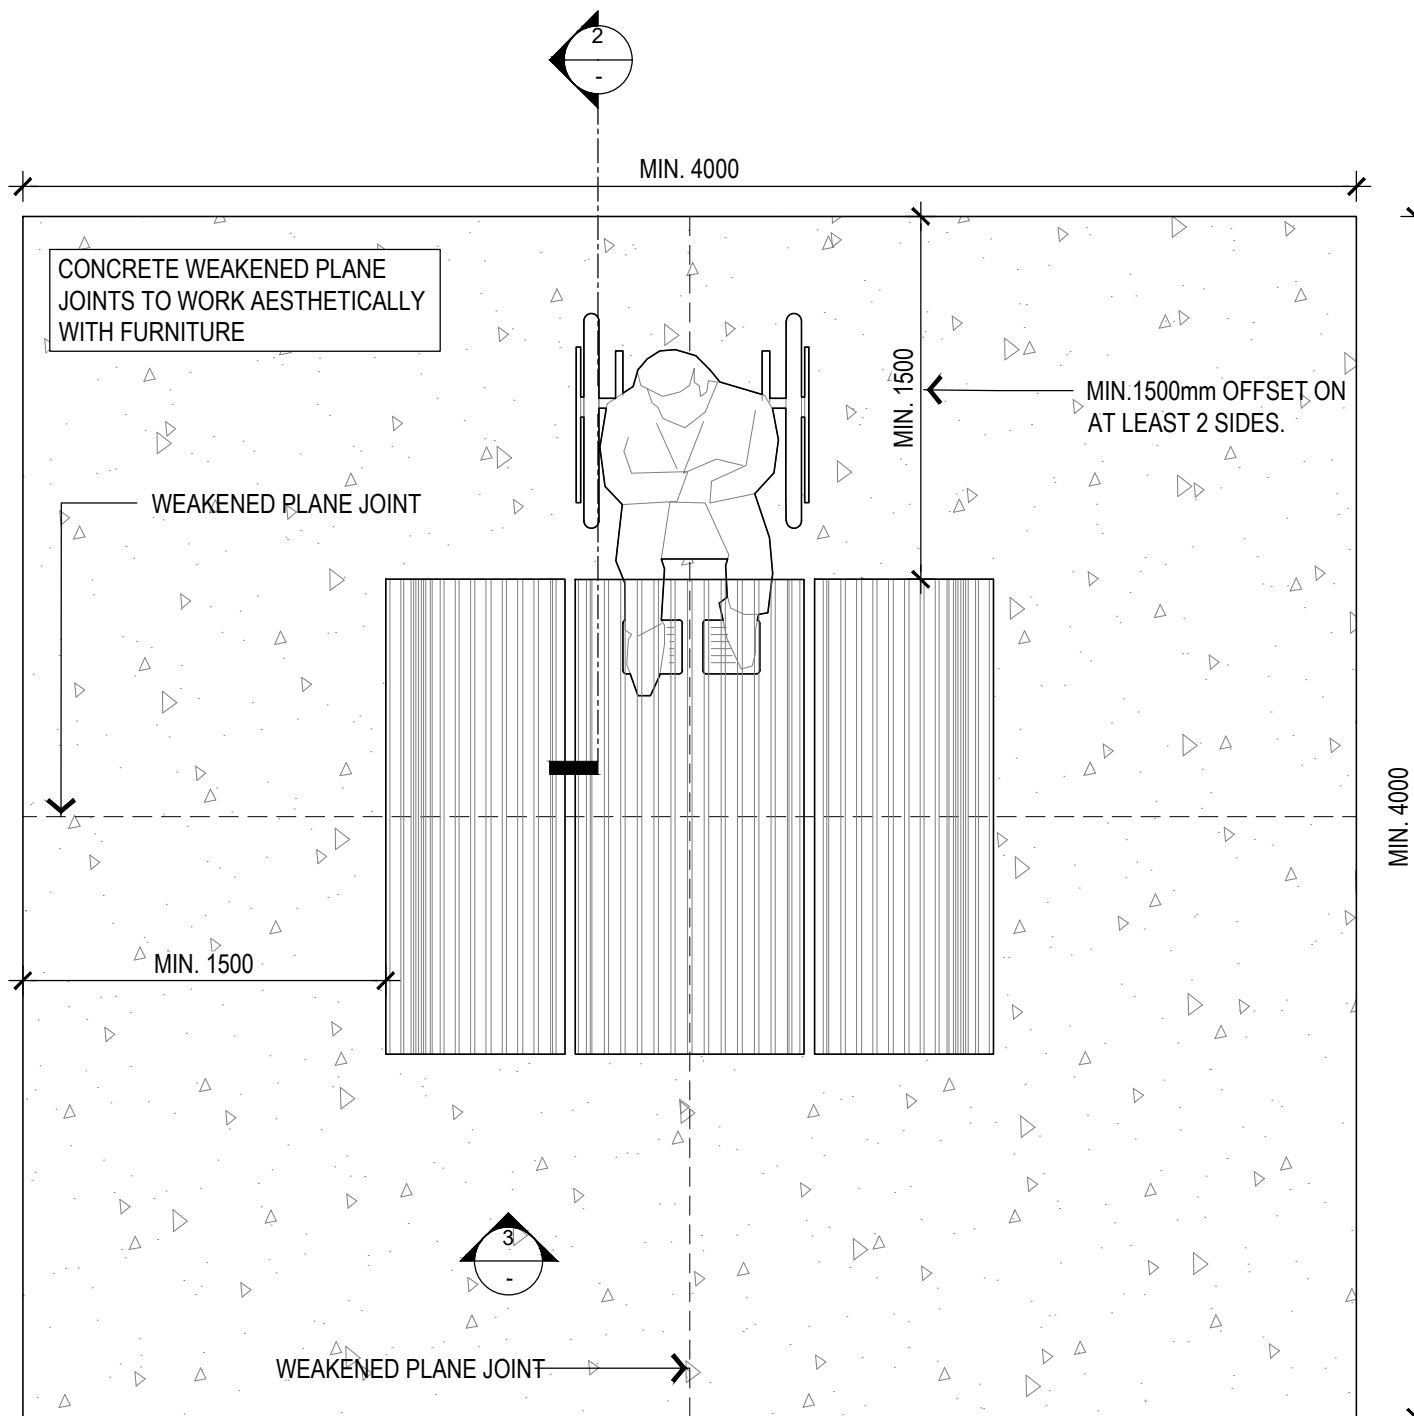 2
-
MIN. 4000
CONCRETE WEAKENED PLANE
JOINTS TO WORK AESTHETICALLY
WITH FURNITURE
MIN. 1500
MIN.1500mm OFFSET ON
AT LEAST 2 SIDES.
WEAKENED PLANE JOINT
MIN. 4000
MIN. 1500
3
-
WEAKENED PLANE JOINT